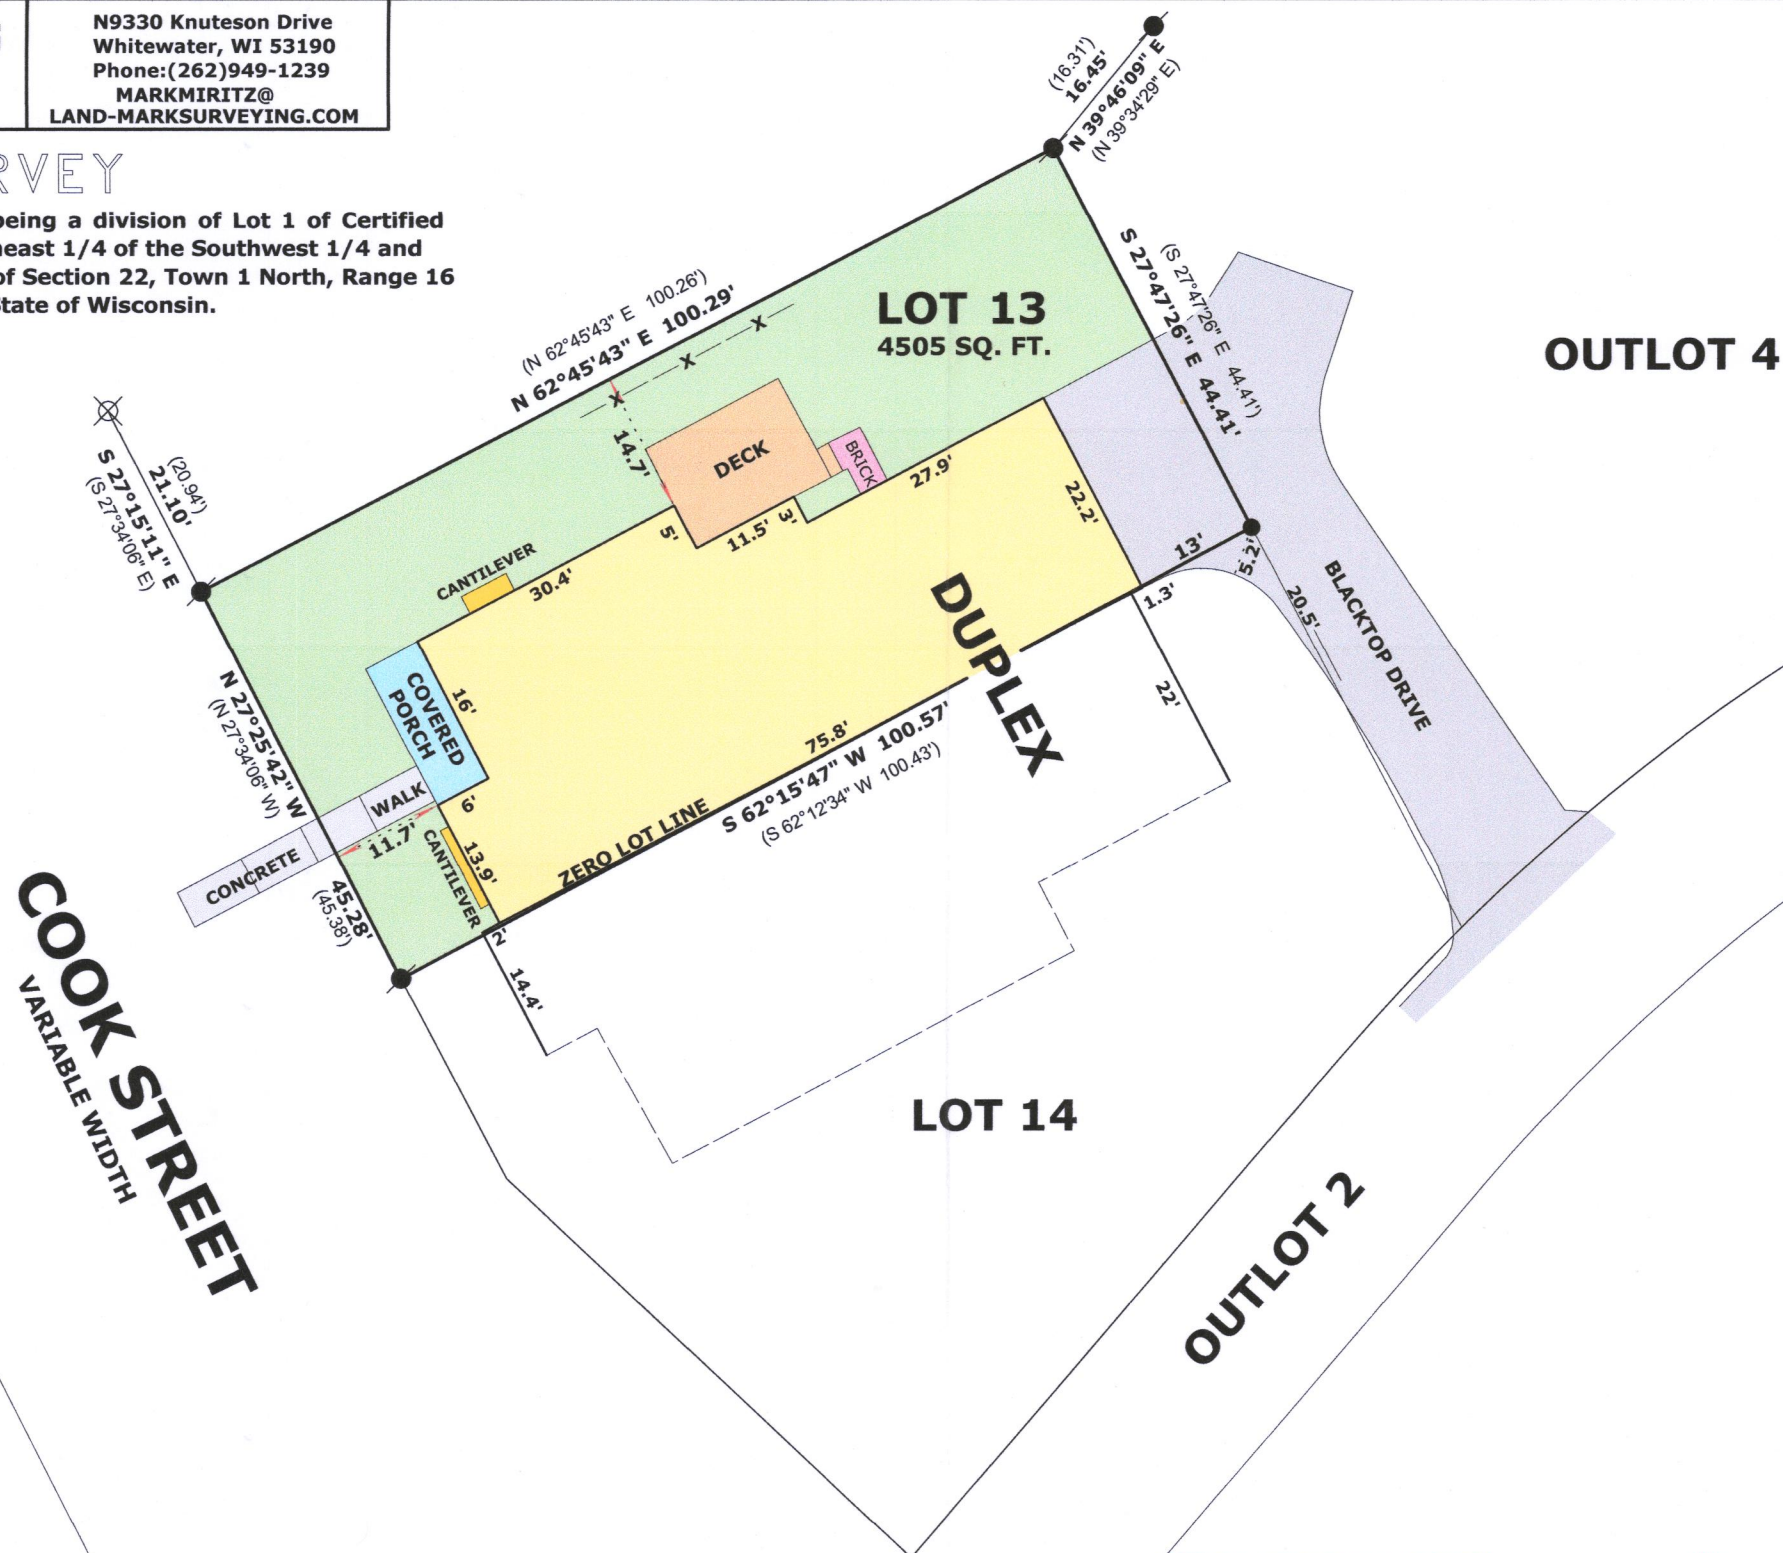 N9330 Knuteson Drive
Whitewater, WI 53190
Phone:(262)949-1239
MARKMIRITZ@
LAND-MARKSURVEYING.COM
RVEY
being a division of Lot 1 of Certified
heast 1/4 of the Southwest 1/4 and
of Section 22, Town 1 North, Range 16
State of Wisconsin.
(16.31')
16.45'
N 39°46'09" E
(N 39°34'29" E)
(N 62°45'43" E 100.26')
N 62°45'43" E 100.29'
X
X
X
LOT 13
4505 SQ. FT.
(S 27°47'26" E 44.41')
S 27°47'26" E 44.41'
OUTLOT 4
(20.94')
21.10'
S 27°15'11" E
(S 27°34'06" E)
14.7'
DECK
BRICK
27.9'
22.2'
5'
11.5'
3'
CANTILEVER
30.4'
13'
5.2'
1.3'
20.5'
BLACKTOP DRIVE
DUPLEX
COVERED
PORCH
16'
6'
N 27°25'42" W
(N 27°34'06" W)
45.28'
(45.38')
WALK
CONCRETE
11.7'
CANTILEVER
13.9'
ZERO LOT LINE
75.8'
S 62°15'47" W 100.57'
(S 62°12'34" W 100.43')
22'
2'
14.4'
COOK STREET
VARIABLE WIDTH
LOT 14
OUTLOT 2